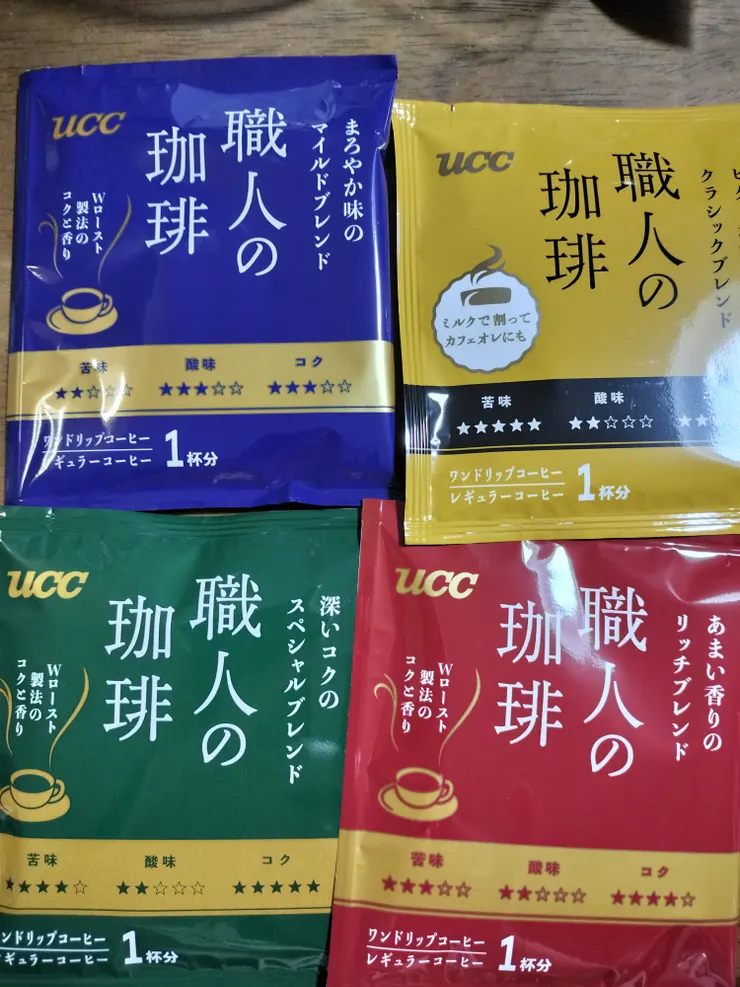 ucc
職人の
珈琲
まろやか味の
マイルドブレンド
Wロースト
製法の
コクと香り
苦味
酸味
コク
★★☆☆☆
★★★☆☆
★★★☆☆
ワンドリップコーヒー
レギュラーコーヒー
1杯分
ucc
職人の
珈琲
クラシックブレンド
ミルクで割って
カフェオレにも
苦味
酸味
★★★★★
★★☆☆☆
ワンドリップコーヒー
レギュラーコーヒー
1杯分
ucc
職人の
珈琲
深いコクの
スペシャルブレンド
Wロースト
製法の
コクと香り
苦味
酸味
コク
★★★★☆
★★☆☆☆
★★★★★
ンドリップコーヒー
ギュラーコーヒー
1杯分
ucc
職人の
珈琲
あまい香りの
リッチブレンド
Wロースト
製法の
コクと香り
苦味
酸味
コク
★★★☆☆
★★☆☆☆
★★★★☆
ワンドリップコーヒー
レギュラーコーヒー
1杯分